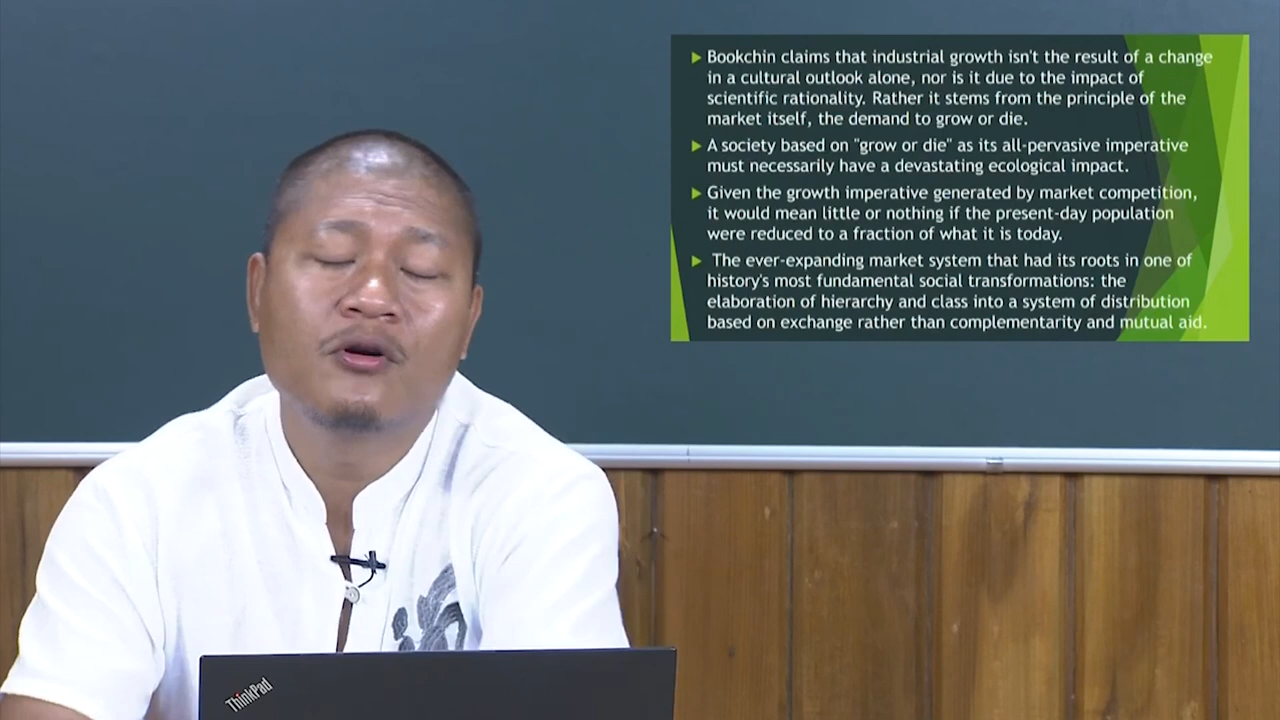 Bookchin claims that industrial growth isn't the result of a change
in a cultural outlook alone, nor is it due to the impact of
scientific rationality. Rather it stems from the principle of the
market itself, the demand to grow or die.
A society based on "grow or die" as its all-pervasive imperative
must necessarily have a devastating ecological impact.
Given the growth imperative generated by market competition,
it would mean little or nothing if the present-day population
were reduced to a fraction of what it is today.
The ever-expanding market system that had its roots in one of
history's most fundamental social transformations: the
elaboration of hierarchy and class into a system of distribution
based on exchange rather than complementarity and mutual aid.
ThinkPad